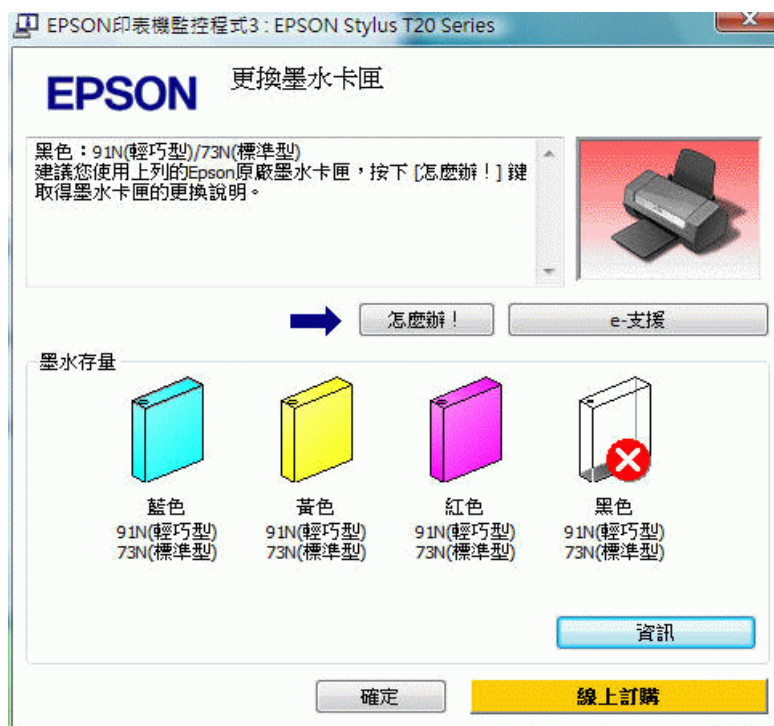 EPSON印表機監控程式3 : EPSON Stylus T20 Series
EPSON
更換墨水卡匣
黑色：91N(輕巧型)/73N(標準型)
建議您使用上列的Epson原廠墨水卡匣，按下 [怎麼辦！] 鍵
取得墨水卡匣的更換說明。
怎麼辦！
e-支援
墨水存量
藍色
91N(輕巧型)
73N(標準型)
黃色
91N(輕巧型)
73N(標準型)
紅色
91N(輕巧型)
73N(標準型)
黑色
91N(輕巧型)
73N(標準型)
資訊
確定
線上訂購